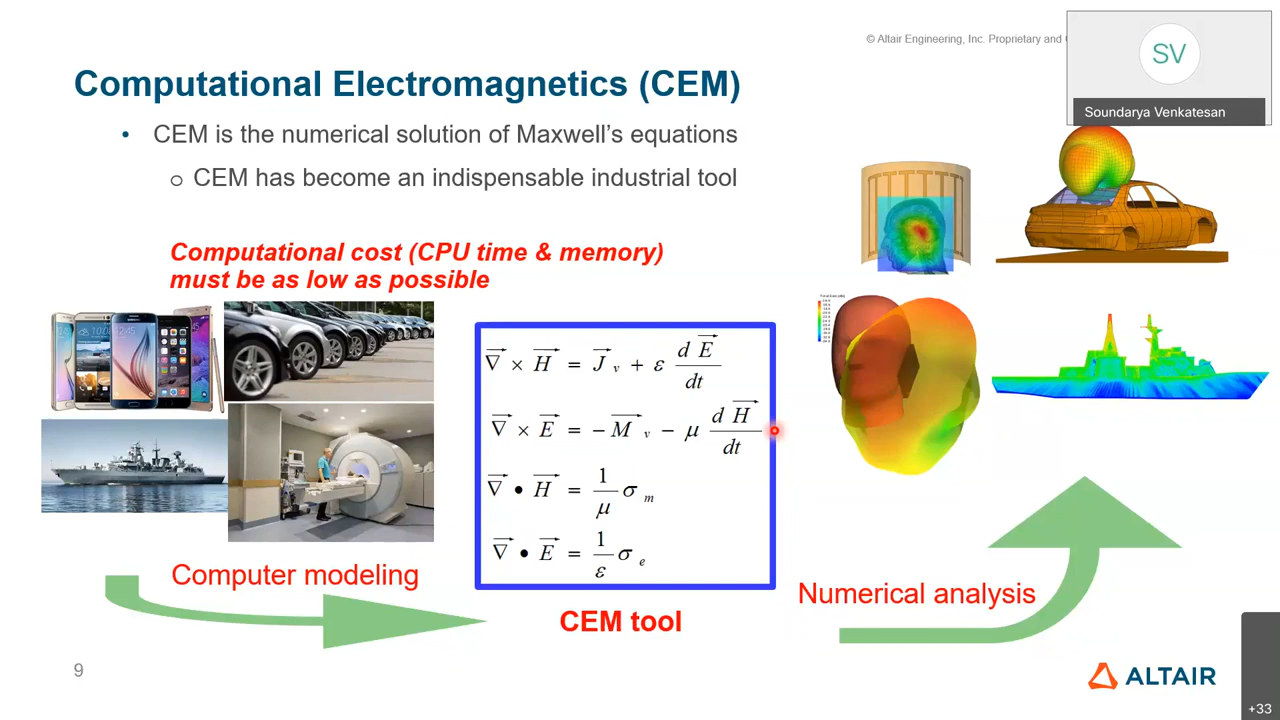 © Altair Engineering, Inc. Proprietary and
SV
Soundarya Venkatesan
Computational Electromagnetics (CEM)
• CEM is the numerical solution of Maxwell's equations
o CEM has become an indispensable industrial tool
Computational cost (CPU time & memory)
must be as low as possible
∇ × H = J v + ε d E / dt
∇ × E = − M v − μ d H / dt
∇ • H = 1 / μ σ m
∇ • E = 1 / ε σ e
Computer modeling
CEM tool
Numerical analysis
9
ALTAIR
+33